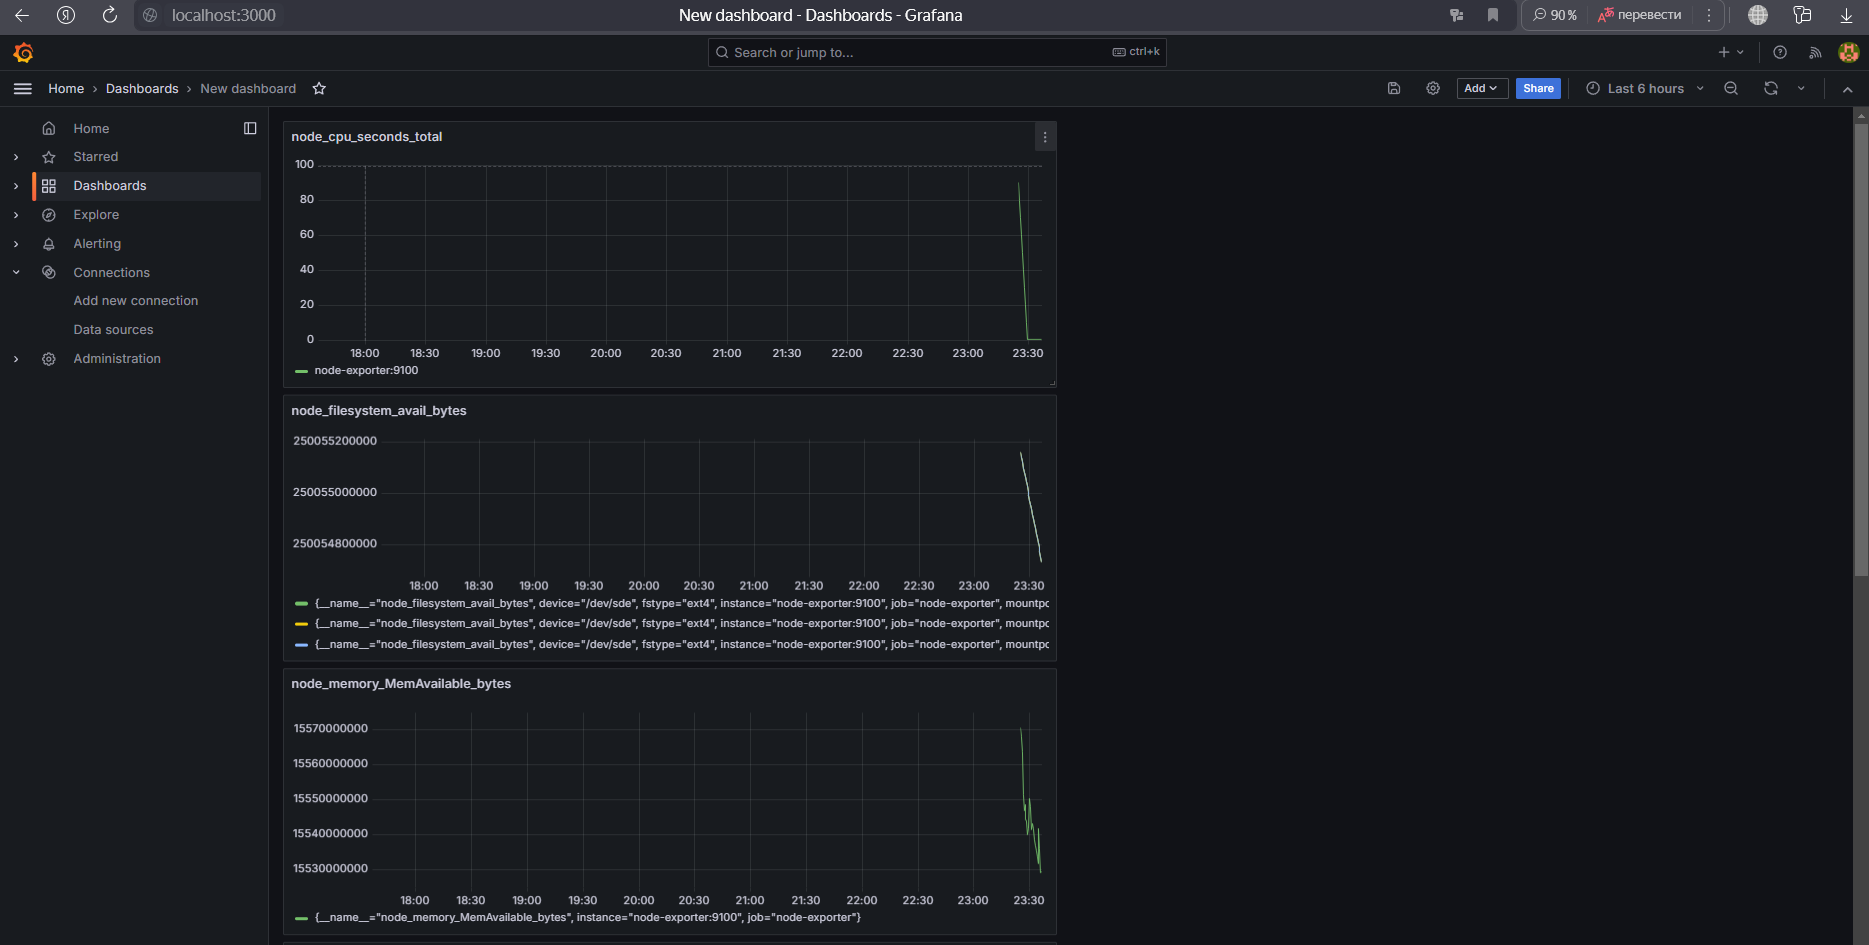 localhost:3000
New dashboard - Dashboards - Grafana
90 %
перевести
Search or jump to...
ctrl+k
Home
Dashboards
New dashboard
Add
Share
Last 6 hours
Home
Starred
Dashboards
Explore
Alerting
Connections
Add new connection
Data sources
Administration
node_cpu_seconds_total
100
80
60
40
20
0
18:00 18:30 19:00 19:30 20:00 20:30 21:00 21:30 22:00 22:30 23:00 23:30
node-exporter:9100
node_filesystem_avail_bytes
250055200000
250055000000
250054800000
18:00 18:30 19:00 19:30 20:00 20:30 21:00 21:30 22:00 22:30 23:00 23:30
{__name__="node_filesystem_avail_bytes", device="/dev/sde", fstype="ext4", instance="node-exporter:9100", job="node-exporter", mountpo
{__name__="node_filesystem_avail_bytes", device="/dev/sde", fstype="ext4", instance="node-exporter:9100", job="node-exporter", mountpo
{__name__="node_filesystem_avail_bytes", device="/dev/sde", fstype="ext4", instance="node-exporter:9100", job="node-exporter", mountpo
node_memory_MemAvailable_bytes
15570000000
15560000000
15550000000
15540000000
15530000000
18:00 18:30 19:00 19:30 20:00 20:30 21:00 21:30 22:00 22:30 23:00 23:30
{__name__="node_memory_MemAvailable_bytes", instance="node-exporter:9100", job="node-exporter"}